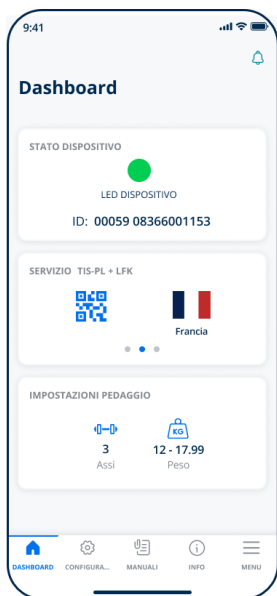 9:41
Dashboard
STATO DISPOSITIVO
LED DISPOSITIVO
ID: 00059 08366001153
SERVIZIO TIS-PL + LFK
Francia
IMPOSTAZIONI PEDAGGIO
KG
3 12 - 17.99
Assi Peso
DASHBOARD CONFIGURA... MANUALI INFO MENU